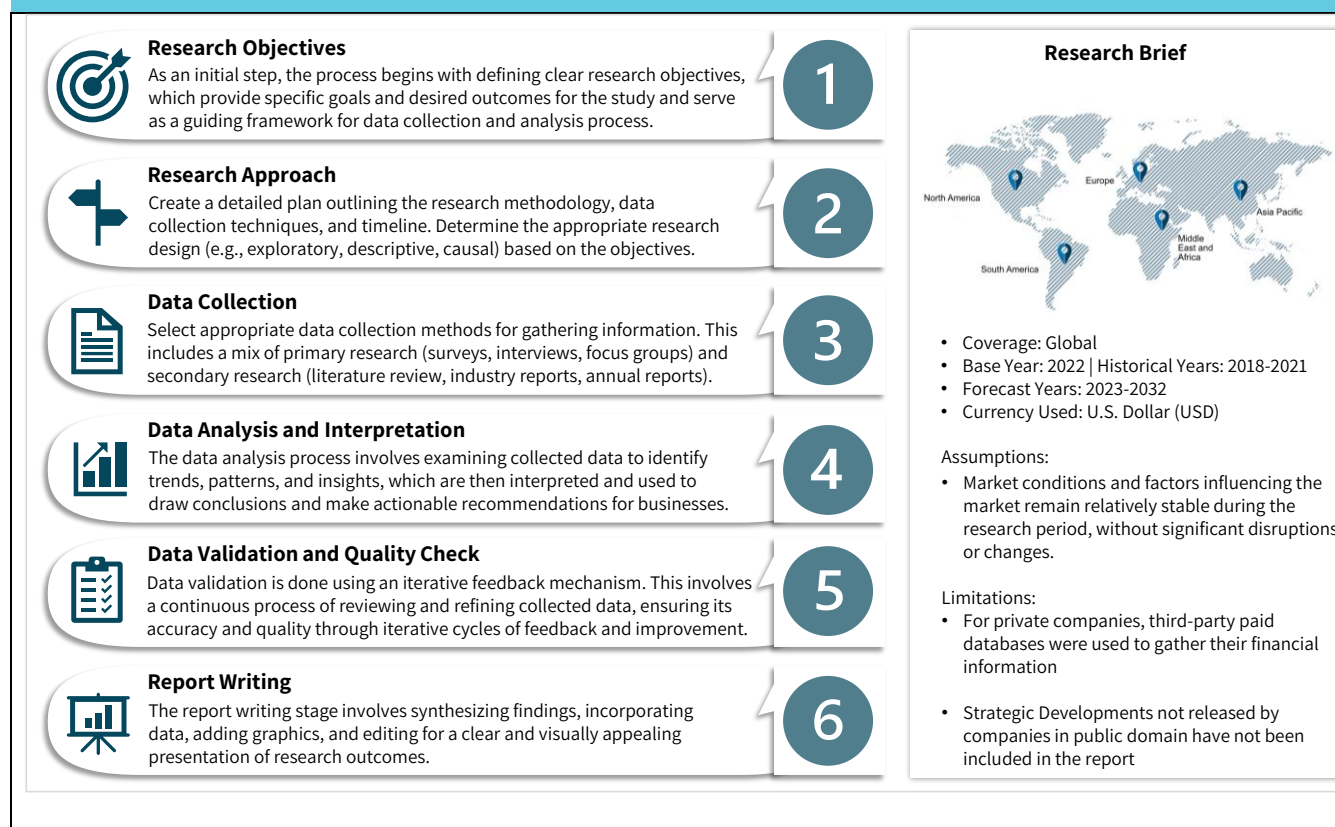 Research Objectives
As an initial step, the process begins with defining clear research objectives,
which provide specific goals and desired outcomes for the study and serve
as a guiding framework for data collection and analysis process.
1
Research Approach
Create a detailed plan outlining the research methodology, data
collection techniques, and timeline. Determine the appropriate research
design (e.g., exploratory, descriptive, causal) based on the objectives.
2
Data Collection
Select appropriate data collection methods for gathering information. This
includes a mix of primary research (surveys, interviews, focus groups) and
secondary research (literature review, industry reports, annual reports).
3
Data Analysis and Interpretation
The data analysis process involves examining collected data to identify
trends, patterns, and insights, which are then interpreted and used to
draw conclusions and make actionable recommendations for businesses.
4
Data Validation and Quality Check
Data validation is done using an iterative feedback mechanism. This involves
a continuous process of reviewing and refining collected data, ensuring its
accuracy and quality through iterative cycles of feedback and improvement.
5
Report Writing
The report writing stage involves synthesizing findings, incorporating
data, adding graphics, and editing for a clear and visually appealing
presentation of research outcomes.
6
Research Brief
North America
Europe
Asia Pacific
Middle
East and
Africa
South America
• Coverage: Global
• Base Year: 2022 | Historical Years: 2018-2021
• Forecast Years: 2023-2032
• Currency Used: U.S. Dollar (USD)
Assumptions:
• Market conditions and factors influencing the
market remain relatively stable during the
research period, without significant disruptions
or changes.
Limitations:
• For private companies, third-party paid
databases were used to gather their financial
information
• Strategic Developments not released by
companies in public domain have not been
included in the report